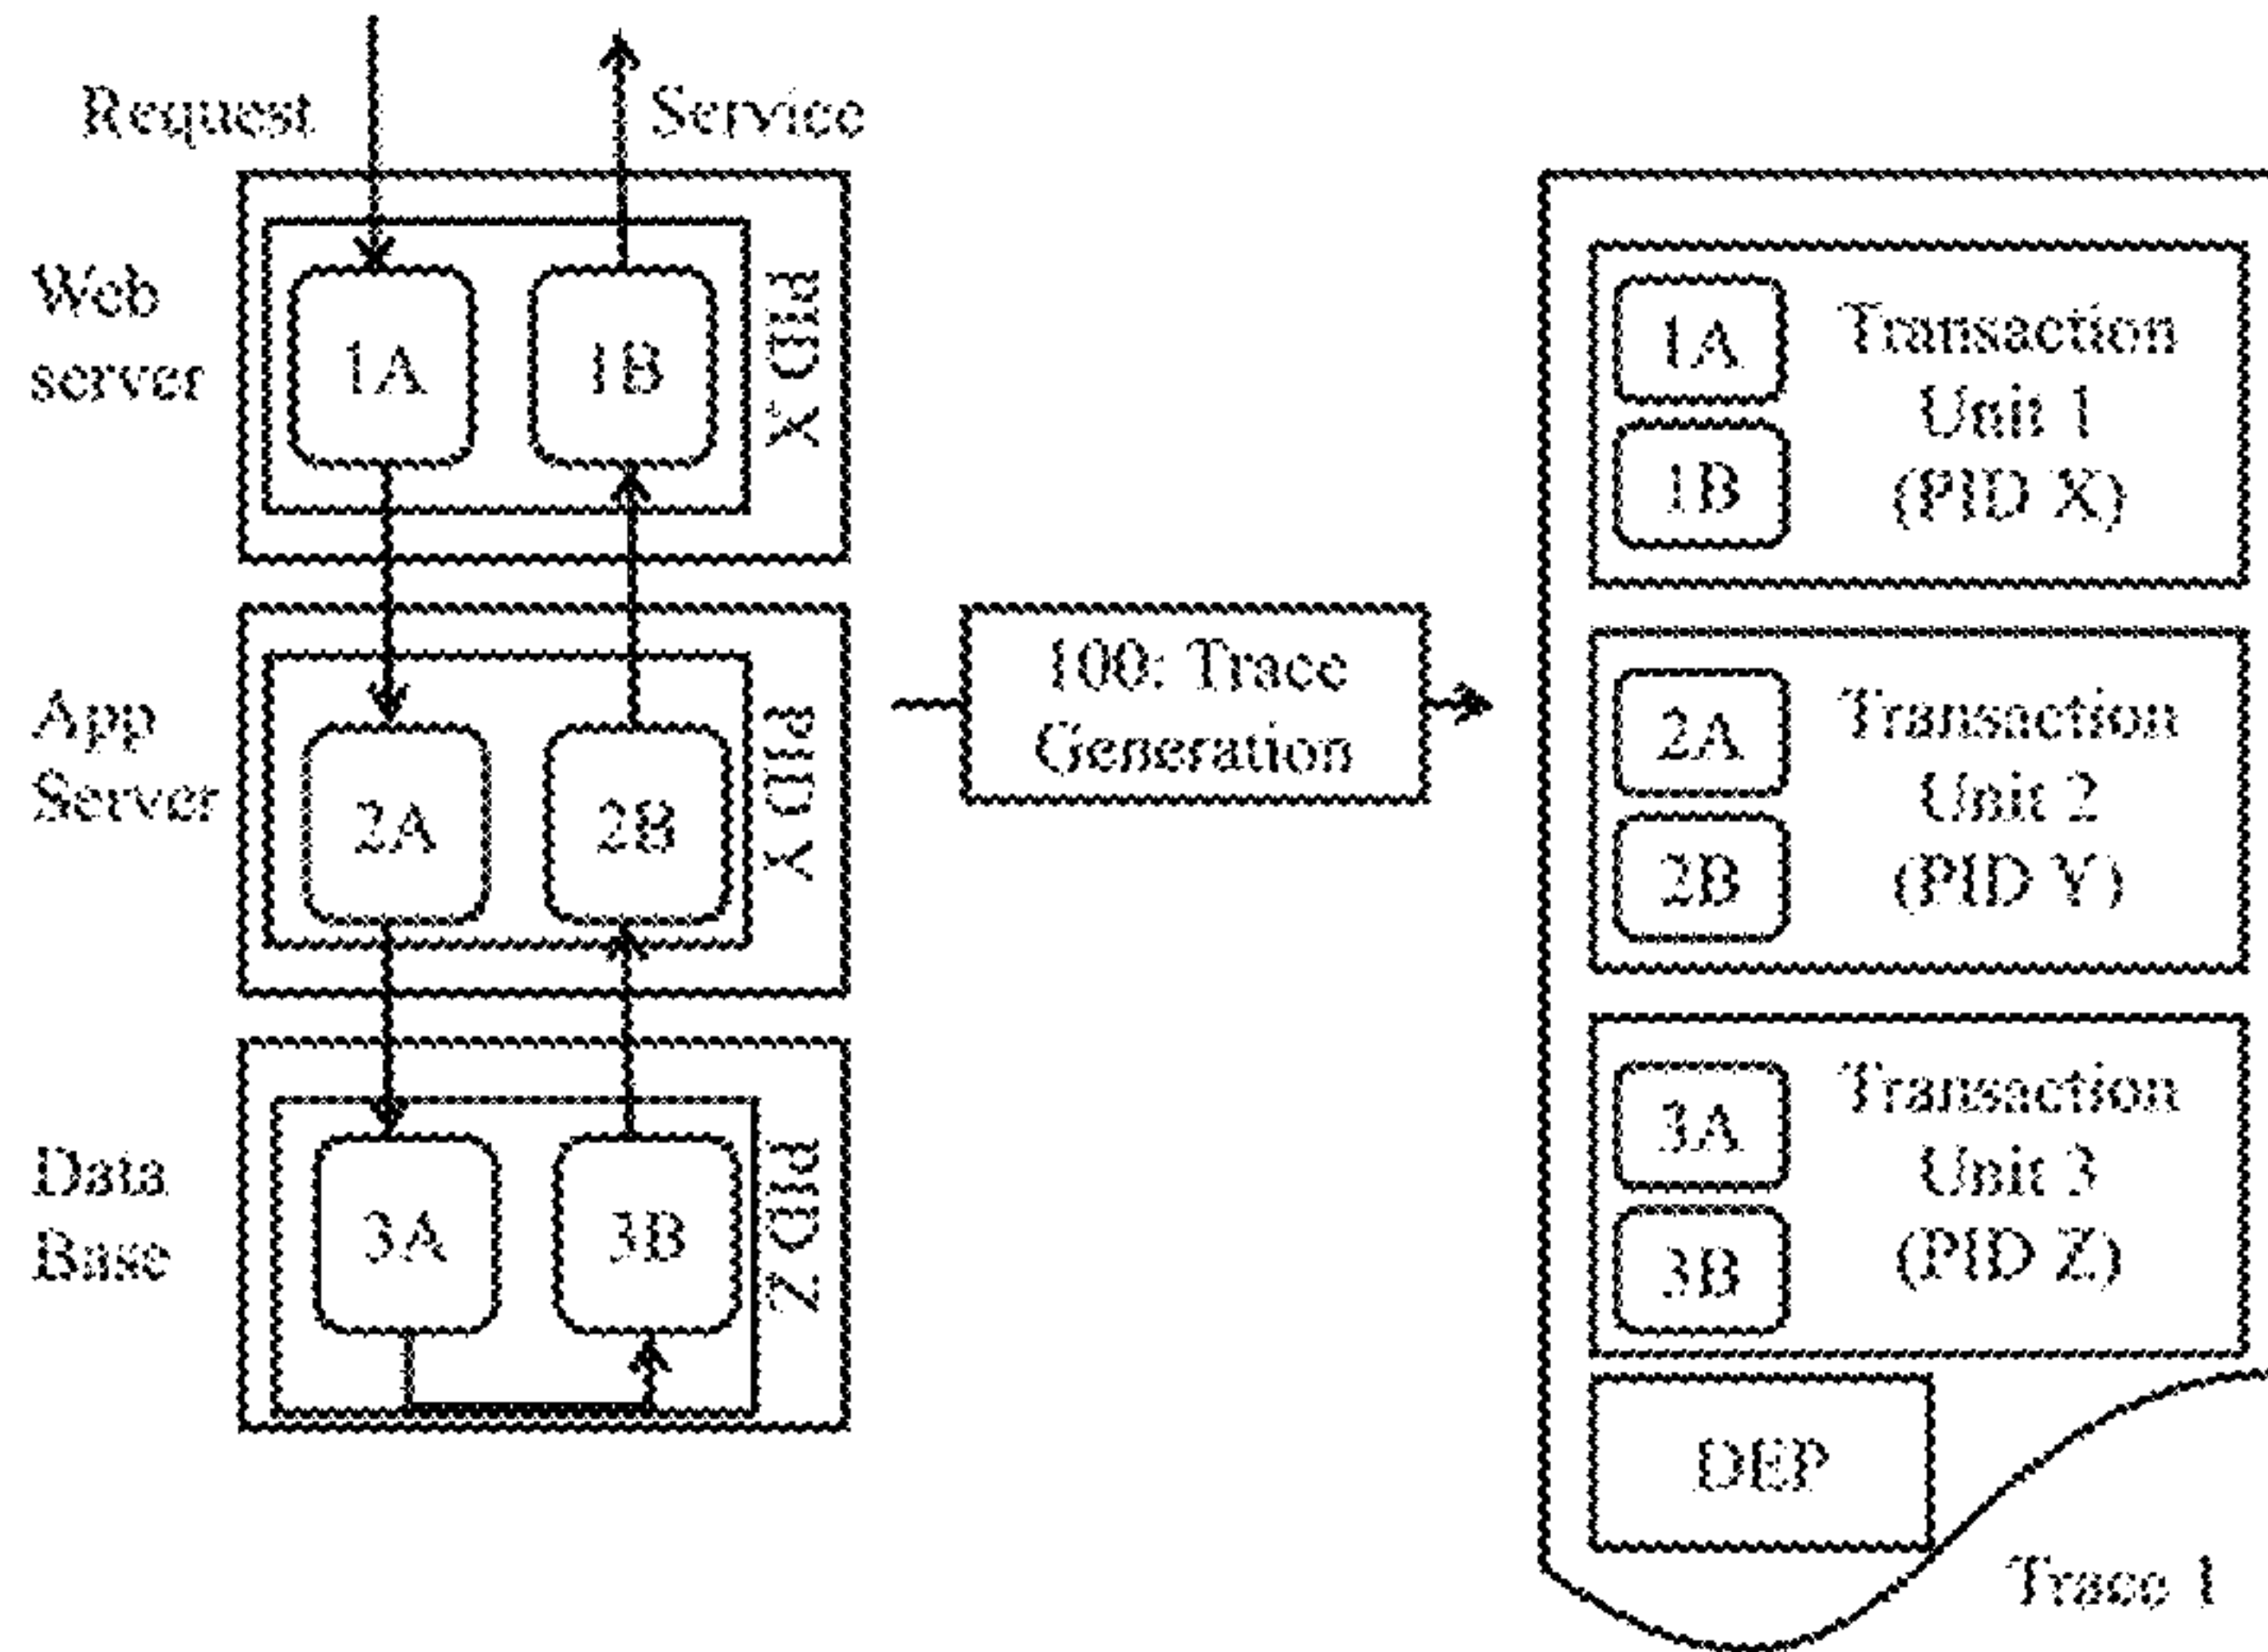 Request
Service
Web
server
1A
1B
PID X
App
Server
2A
2B
PID Y
Data
Base
3A
3B
PID Z
100: Trace
Generation
1A
1B
Transaction
Unit 1
(PID X)
2A
2B
Transaction
Unit 2
(PID Y)
3A
3B
Transaction
Unit 3
(PID Z)
DEP
Trace 1